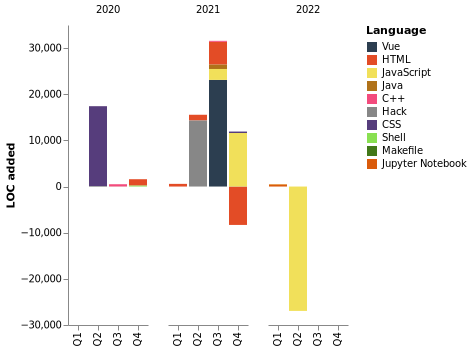 2020 2021 2022
Language
Vue
HTML
JavaScript
Java
C++
Hack
CSS
Shell
Makefile
Jupyter Notebook
LOC added
30,000
20,000
10,000
0
−10,000
−20,000
−30,000
Q1 Q2 Q3 Q4 Q1 Q2 Q3 Q4 Q1 Q2 Q3 Q4